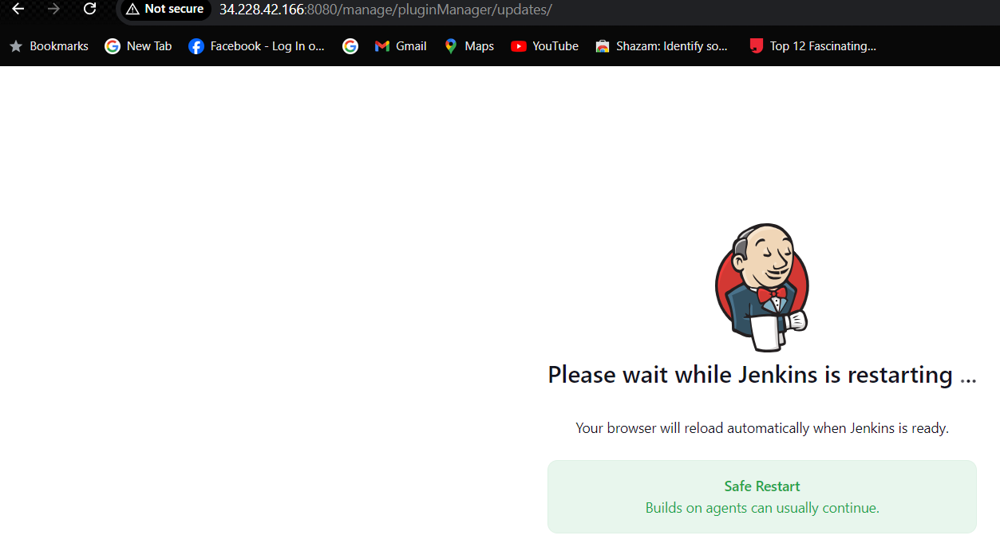 Not secure 34.228.42.166:8080/manage/pluginManager/updates/
Bookmarks New Tab Facebook - Log In o... Gmail Maps YouTube Shazam: Identify so... Top 12 Fascinating...
Please wait while Jenkins is restarting ...
Your browser will reload automatically when Jenkins is ready.
Safe Restart
Builds on agents can usually continue.